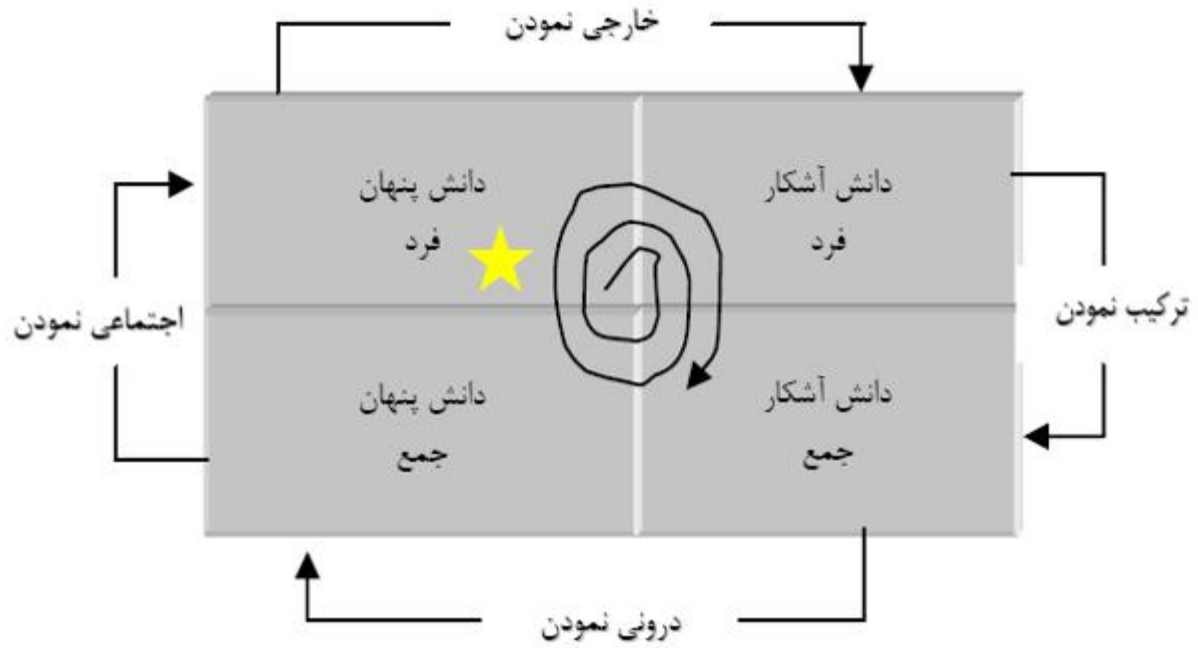 خارجی نمودن
دانش آشکار
فرد
دانش پنهان
فرد
ترکیب نمودن
اجتماعی نمودن
دانش آشکار
جمع
دانش پنهان
جمع
درونی نمودن